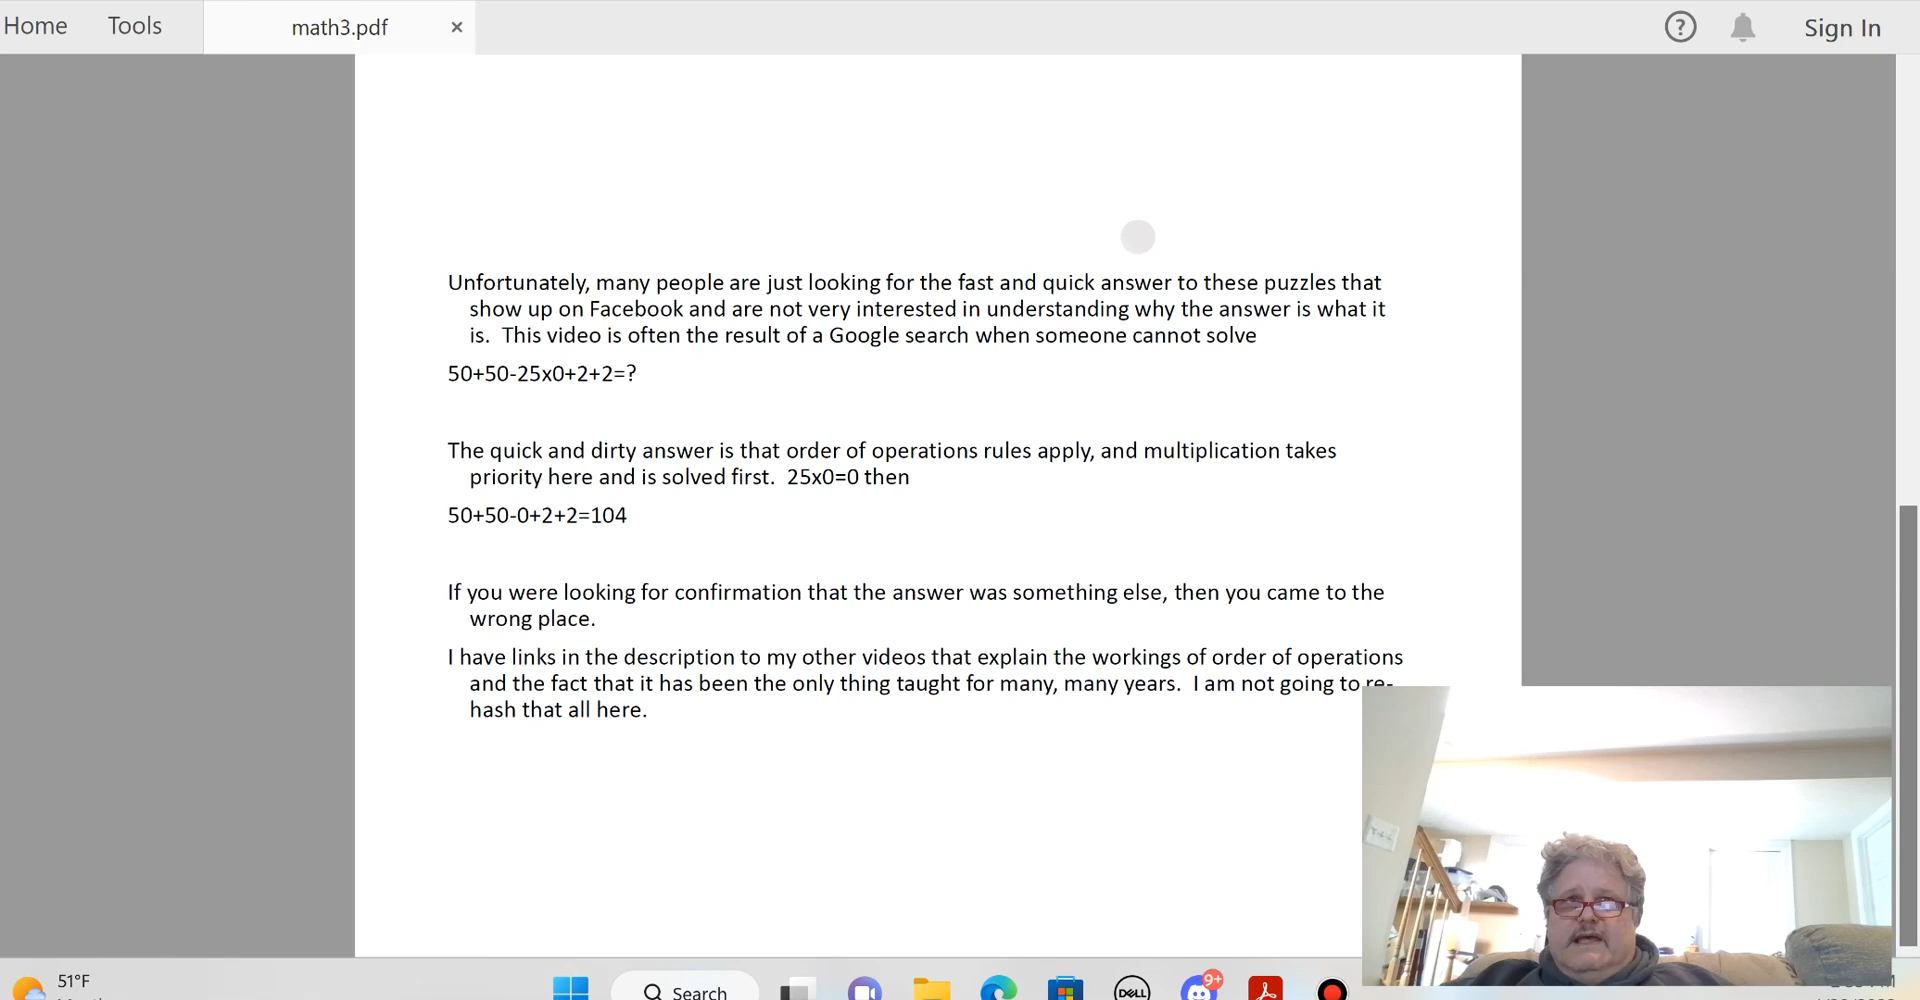 Home Tools math3.pdf × ? Sign In
Unfortunately, many people are just looking for the fast and quick answer to these puzzles that
show up on Facebook and are not very interested in understanding why the answer is what it
is.  This video is often the result of a Google search when someone cannot solve
50+50-25x0+2+2=?
The quick and dirty answer is that order of operations rules apply, and multiplication takes
priority here and is solved first.  25x0=0 then
50+50-0+2+2=104
If you were looking for confirmation that the answer was something else, then you came to the
wrong place.
I have links in the description to my other videos that explain the workings of order of operations
and the fact that it has been the only thing taught for many, many years.  I am not going to re-
hash that all here.
51°F
Search DELL 9+